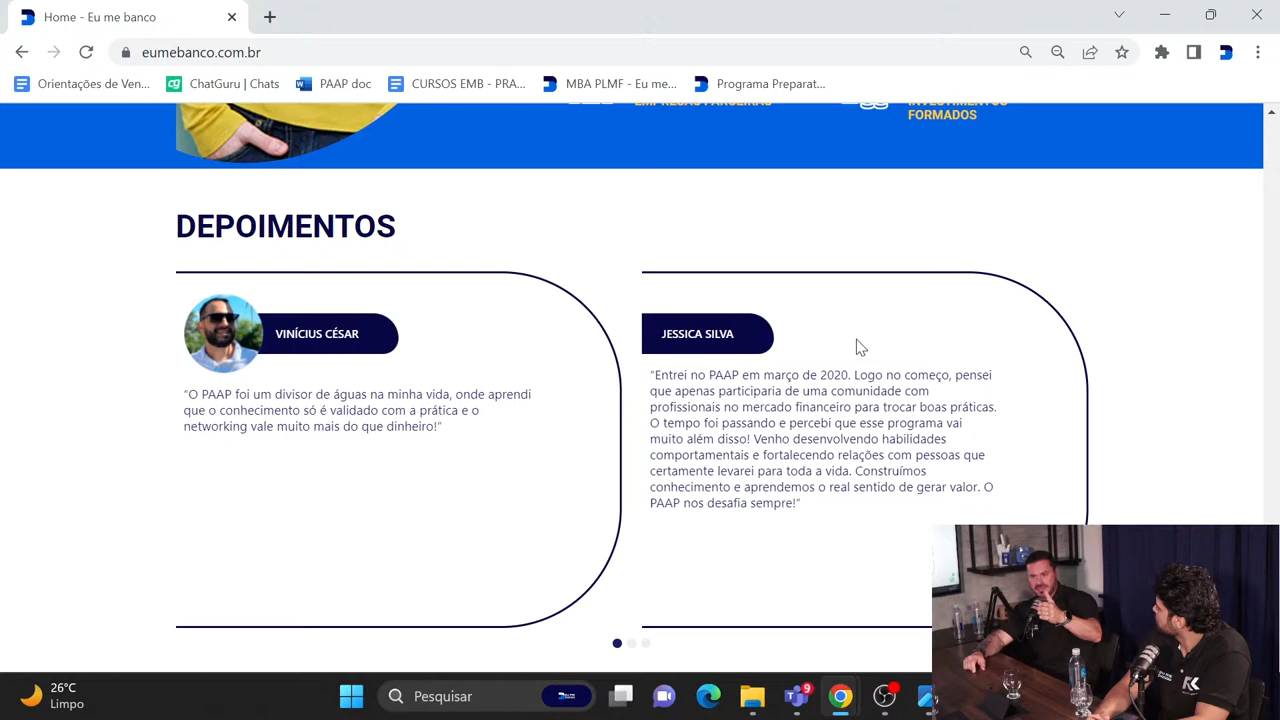 Home - Eu me banco
eumebanco.com.br
Orientações de Ven...
ChatGuru | Chats
PAAP doc
CURSOS EMB - PRA...
MBA PLMF - Eu me...
Programa Preparat...
EMPRESAS PARCEIRAS
INVESTIMENTOS
FORMADOS
DEPOIMENTOS
VINÍCIUS CÉSAR
“O PAAP foi um divisor de águas na minha vida, onde aprendi
que o conhecimento só é validado com a prática e o
networking vale muito mais do que dinheiro!”
JESSICA SILVA
“Entrei no PAAP em março de 2020. Logo no começo, pensei
que apenas participaria de uma comunidade com
profissionais no mercado financeiro para trocar boas práticas.
O tempo foi passando e percebi que esse programa vai
muito além disso! Venho desenvolvendo habilidades
comportamentais e fortalecendo relações com pessoas que
certamente levarei para toda a vida. Construímos
conhecimento e aprendemos o real sentido de gerar valor. O
PAAP nos desafia sempre!”
26°C
Limpo
Pesquisar
9